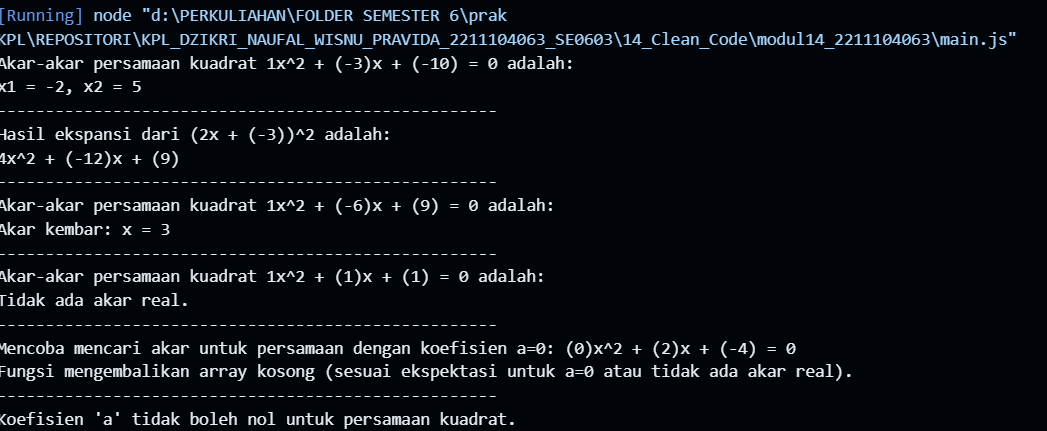 [Running] node "d:\PERKULIAHAN\FOLDER SEMESTER 6\prak
KPL\REPOSITORI\KPL_DZIKRI_NAUFAL_WISNU_PRAVIDA_2211104063_SE0603\14_Clean_Code\modul14_2211104063\main.js"
Akar-akar persamaan kuadrat 1x^2 + (-3)x + (-10) = 0 adalah:
x1 = -2, x2 = 5
-----------------------------------------------------
Hasil ekspansi dari (2x + (-3))^2 adalah:
4x^2 + (-12)x + (9)
-----------------------------------------------------
Akar-akar persamaan kuadrat 1x^2 + (-6)x + (9) = 0 adalah:
Akar kembar: x = 3
-----------------------------------------------------
Akar-akar persamaan kuadrat 1x^2 + (1)x + (1) = 0 adalah:
Tidak ada akar real.
-----------------------------------------------------
Mencoba mencari akar untuk persamaan dengan koefisien a=0: (0)x^2 + (2)x + (-4) = 0
Fungsi mengembalikan array kosong (sesuai ekspektasi untuk a=0 atau tidak ada akar real).
-----------------------------------------------------
Koefisien 'a' tidak boleh nol untuk persamaan kuadrat.